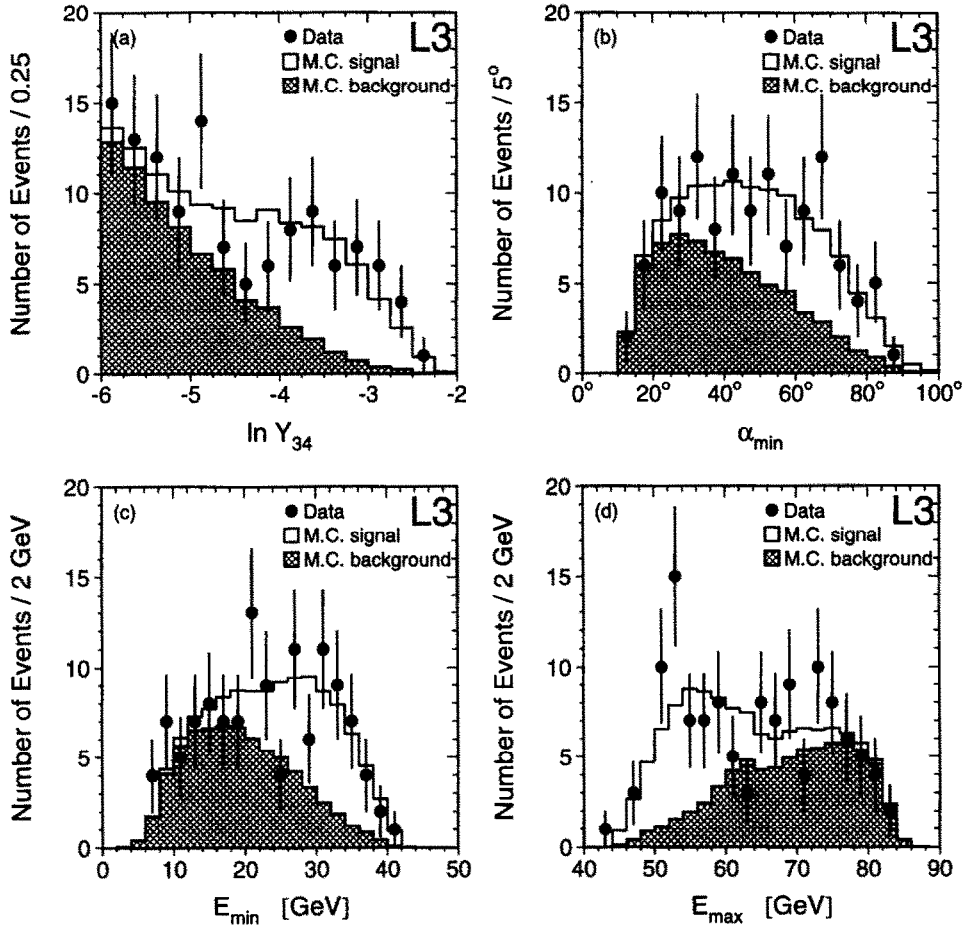 (a)
L3
Data
M.C. signal
M.C. background
Number of Events / 0.25
20
15
10
5
0
-6
-5
-4
-3
-2
ln Y34
(b)
L3
Data
M.C. signal
M.C. background
Number of Events / 5°
20
15
10
5
0
0°
20°
40°
60°
80°
100°
αmin
(c)
L3
Data
M.C. signal
M.C. background
Number of Events / 2 GeV
20
15
10
5
0
0
10
20
30
40
50
Emin [GeV]
(d)
L3
Data
M.C. signal
M.C. background
Number of Events / 2 GeV
20
15
10
5
0
40
50
60
70
80
90
Emax [GeV]